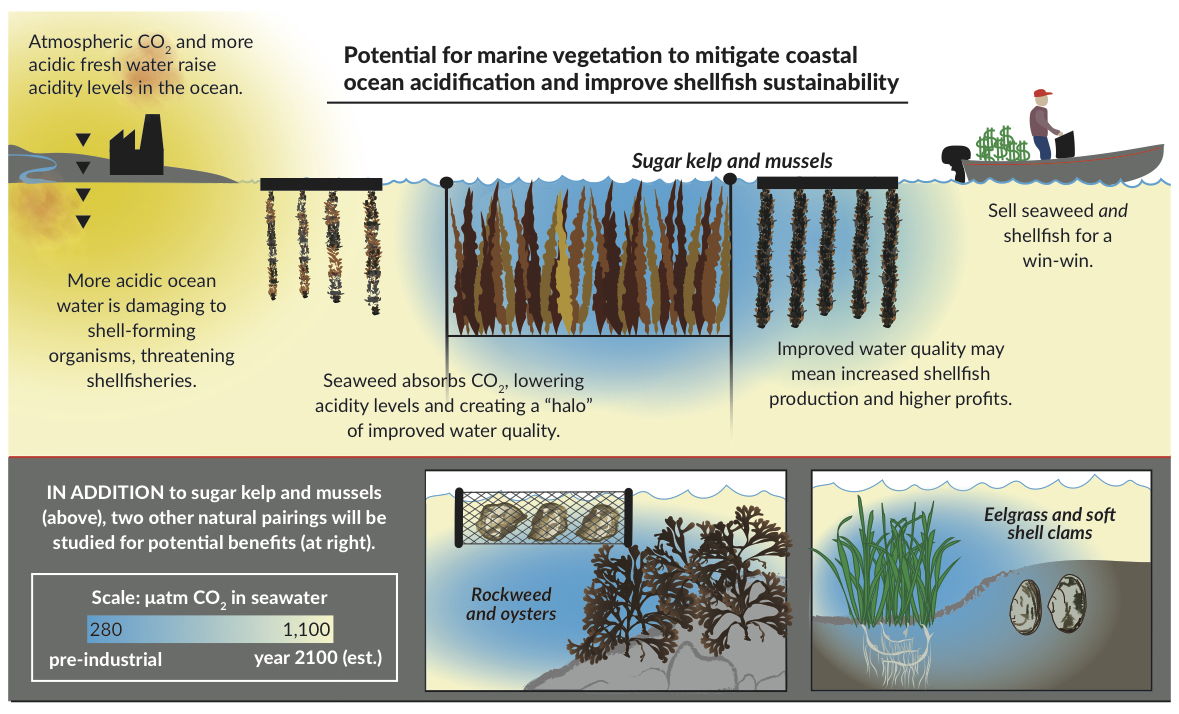 Atmospheric CO₂ and more
acidic fresh water raise
acidity levels in the ocean.
Potential for marine vegetation to mitigate coastal
ocean acidification and improve shellfish sustainability
Sugar kelp and mussels
$$$$$$$
Sell seaweed and
shellfish for a
win-win.
More acidic ocean
water is damaging to
shell-forming
organisms, threatening
shellfisheries.
Seaweed absorbs CO₂, lowering
acidity levels and creating a “halo”
of improved water quality.
Improved water quality may
mean increased shellfish
production and higher profits.
IN ADDITION to sugar kelp and mussels
(above), two other natural pairings will be
studied for potential benefits (at right).
Scale: µatm CO₂ in seawater
280 1,100
pre-industrial year 2100 (est.)
Rockweed
and oysters
Eelgrass and soft
shell clams